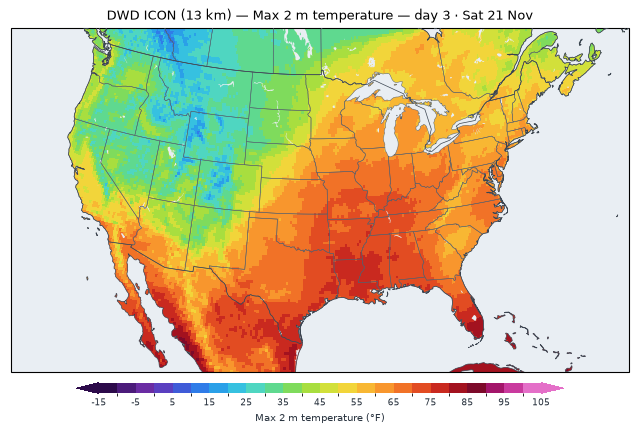 DWD ICON (13 km) — Max 2 m temperature — day 3 · Sat 21 Nov
-15 -5 5 15 25 35 45 55 65 75 85 95 105
Max 2 m temperature (°F)